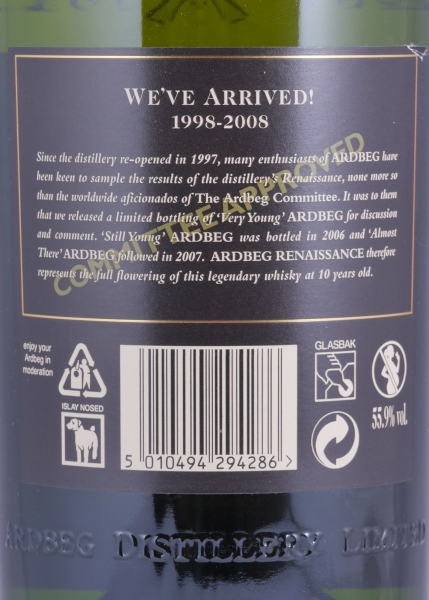 WE'VE ARRIVED!
1998-2008
Since the distillery re-opened in 1997, many enthusiasts of ARDBEG have
been keen to sample the results of the distillery's Renaissance, none more so
than the worldwide aficionados of The Ardbeg Committee. It was to them
that we released a limited bottling of 'Very Young' ARDBEG for discussion
and comment. 'Still Young' ARDBEG was bottled in 2006 and 'Almost
There' ARDBEG followed in 2007. ARDBEG RENAISSANCE therefore
represents the full flowering of this legendary whisky at 10 years old.
COMMITTEE APPROVED
enjoy your
Ardbeg in
moderation
ISLAY NOSED
5 010494 294286 >
GLASBAK
55.9% vol.
ARDBEG DISTILLERY LIMITED